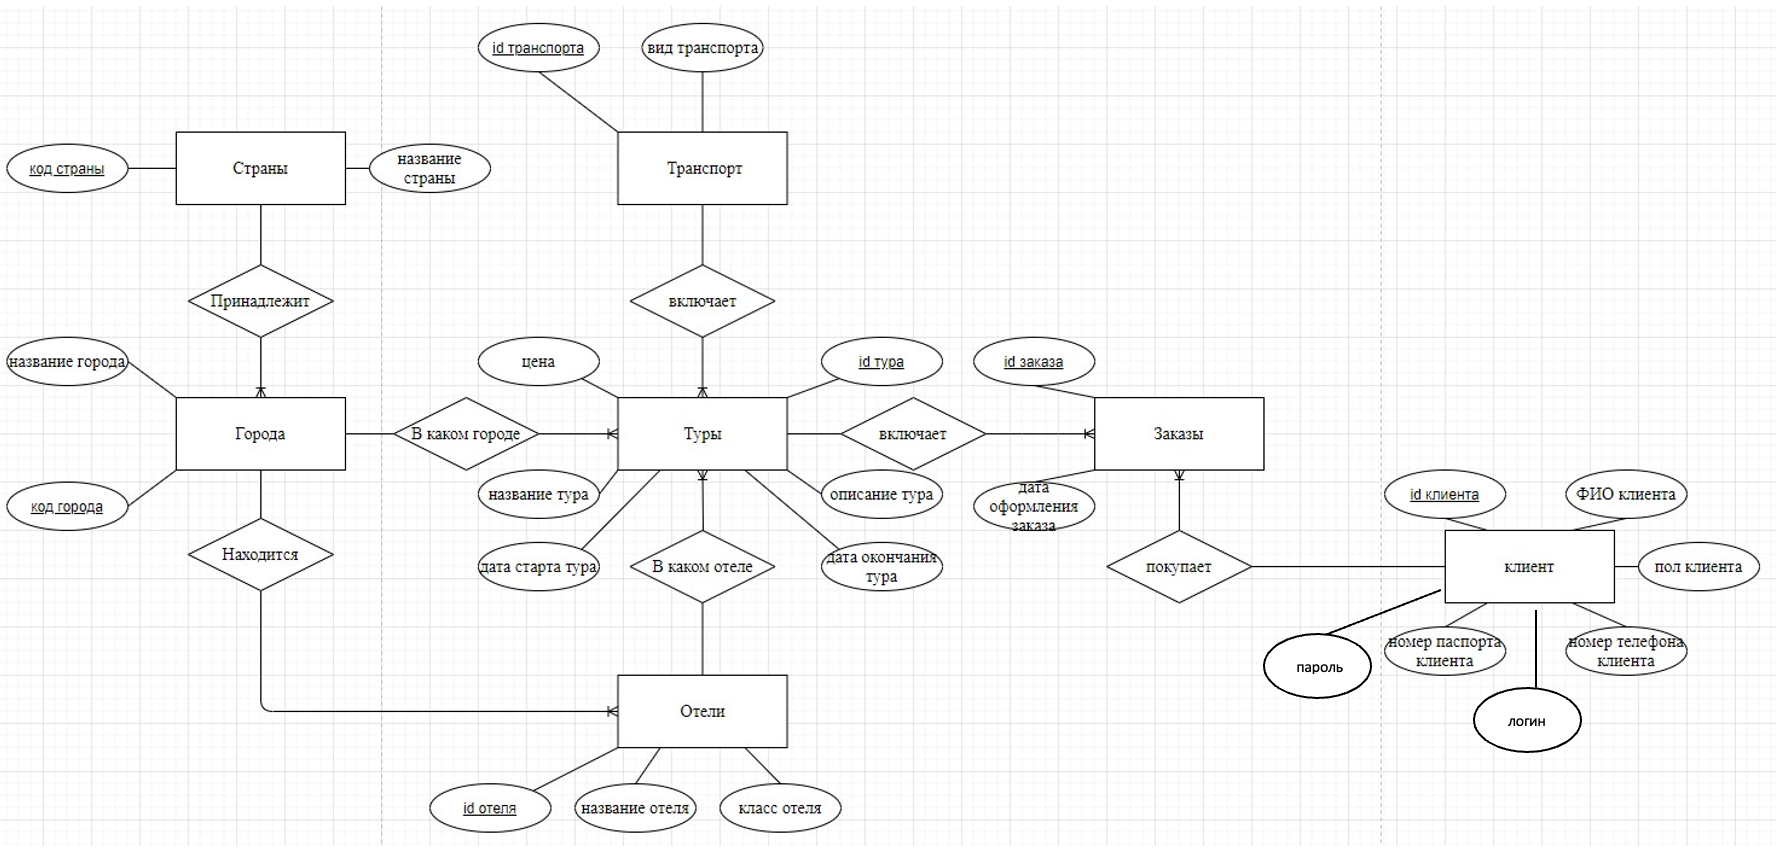 id транспорта
вид транспорта
код страны
Страны
название
страны
Транспорт
Принадлежит
включает
название города
цена
id тура
id заказа
Города
В каком городе
Туры
включает
Заказы
код города
название тура
описание тура
дата
оформления
заказа
id клиента
ФИО клиента
Находится
дата старта тура
В каком отеле
дата окончания
тура
покупает
клиент
пол клиента
пароль
номер паспорта
клиента
номер телефона
клиента
Отели
логин
id отеля
название отеля
класс отеля